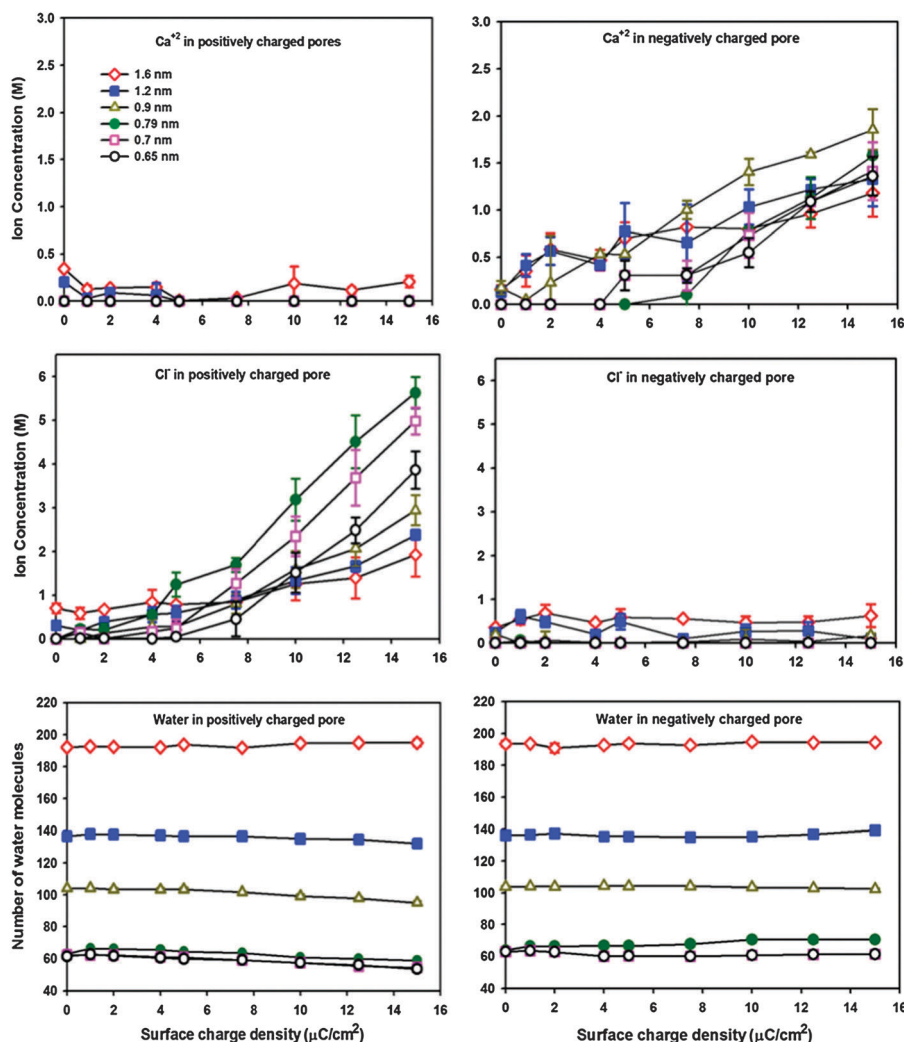 Ca+2 in positively charged pores
1.6 nm
1.2 nm
0.9 nm
0.79 nm
0.7 nm
0.65 nm
Ion Concentration (M)
3.0
2.5
2.0
1.5
1.0
0.5
0.0
0 2 4 6 8 10 12 14 16
Ca+2 in negatively charged pore
3.0
2.5
2.0
1.5
1.0
0.5
0.0
0 2 4 6 8 10 12 14 16
Cl- in positively charged pore
Ion Concentration (M)
6
5
4
3
2
1
0
0 2 4 6 8 10 12 14 16
Cl- in negatively charged pore
6
5
4
3
2
1
0
0 2 4 6 8 10 12 14 16
Water in positively charged pore
Number of water molecules
220
200
180
160
140
120
100
80
60
40
0 2 4 6 8 10 12 14 16
Surface charge density (μC/cm2)
Water in negatively charged pore
220
200
180
160
140
120
100
80
60
40
0 2 4 6 8 10 12 14 16
Surface charge density (μC/cm2)